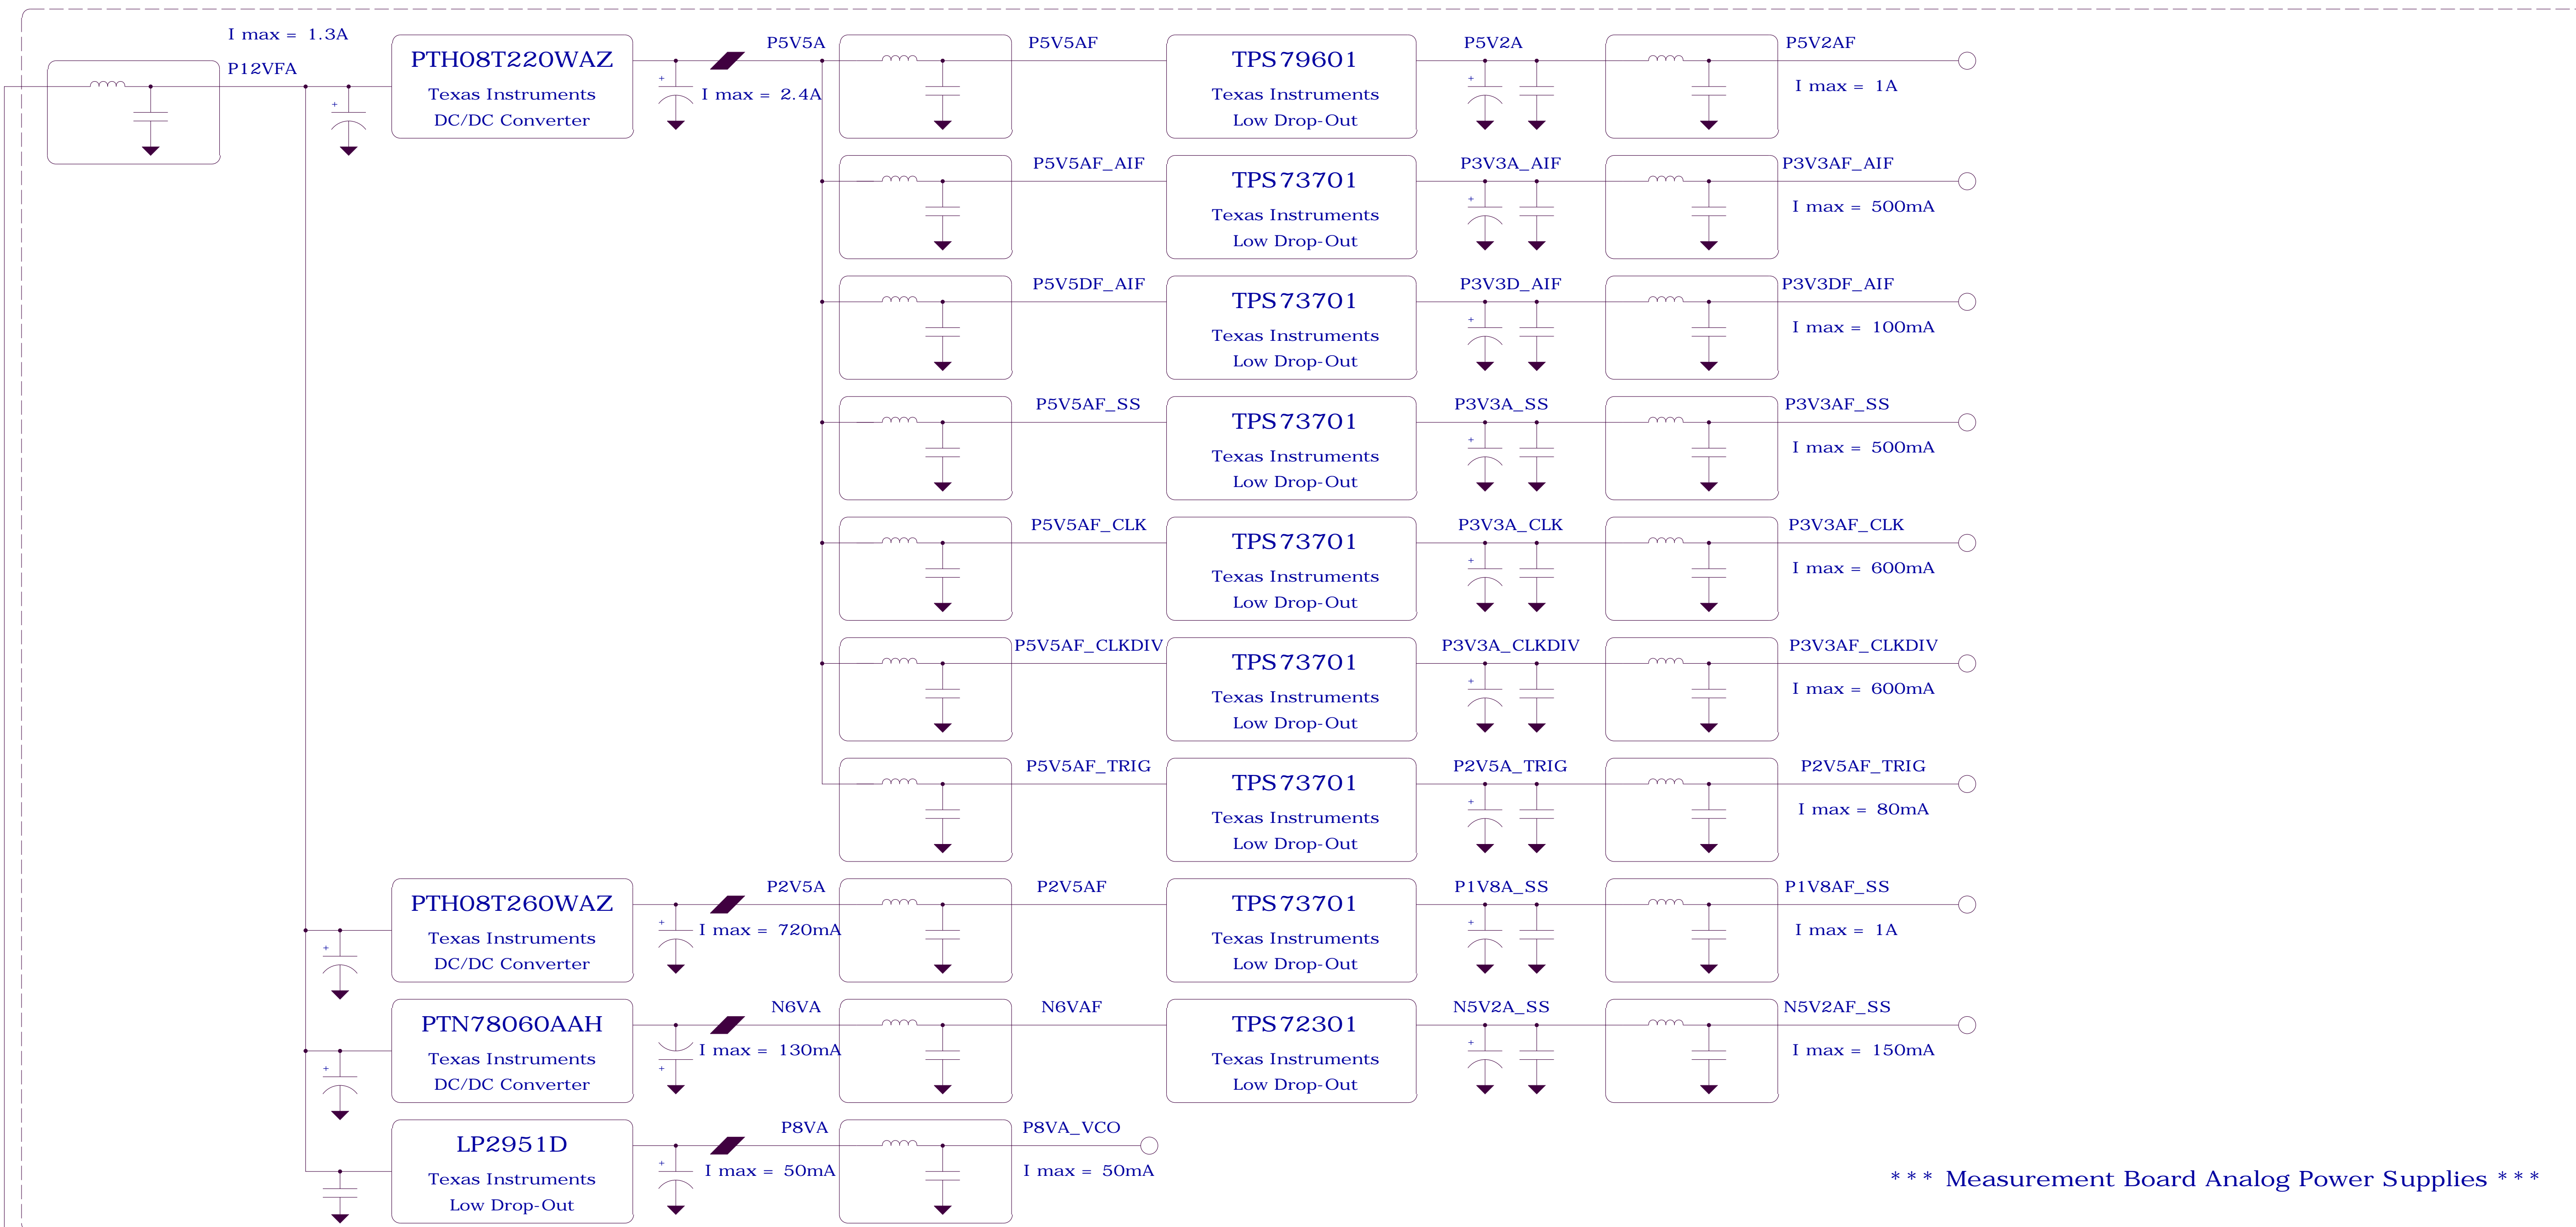 I max = 1.3A
P12VFA
PTH08T220WAZ
Texas Instruments
DC/DC Converter
+
+
P5V5A
I max = 2.4A
P5V5AF
TPS79601
Texas Instruments
Low Drop-Out
P5V2A
+
P5V2AF
I max = 1A
P5V5AF_AIF
TPS73701
Texas Instruments
Low Drop-Out
P3V3A_AIF
+
P3V3AF_AIF
I max = 500mA
P5V5DF_AIF
TPS73701
Texas Instruments
Low Drop-Out
P3V3D_AIF
+
P3V3DF_AIF
I max = 100mA
P5V5AF_SS
TPS73701
Texas Instruments
Low Drop-Out
P3V3A_SS
+
P3V3AF_SS
I max = 500mA
P5V5AF_CLK
TPS73701
Texas Instruments
Low Drop-Out
P3V3A_CLK
+
P3V3AF_CLK
I max = 600mA
P5V5AF_CLKDIV
TPS73701
Texas Instruments
Low Drop-Out
P3V3A_CLKDIV
+
P3V3AF_CLKDIV
I max = 600mA
P5V5AF_TRIG
TPS73701
Texas Instruments
Low Drop-Out
P2V5A_TRIG
+
P2V5AF_TRIG
I max = 80mA
+
PTH08T260WAZ
Texas Instruments
DC/DC Converter
+
P2V5A
I max = 720mA
P2V5AF
TPS73701
Texas Instruments
Low Drop-Out
P1V8A_SS
+
P1V8AF_SS
I max = 1A
+
PTN78060AAH
Texas Instruments
DC/DC Converter
+
N6VA
I max = 130mA
N6VAF
TPS72301
Texas Instruments
Low Drop-Out
N5V2A_SS
+
N5V2AF_SS
I max = 150mA
LP2951D
Texas Instruments
Low Drop-Out
+
P8VA
I max = 50mA
P8VA_VCO
I max = 50mA
*** Measurement Board Analog Power Supplies ***